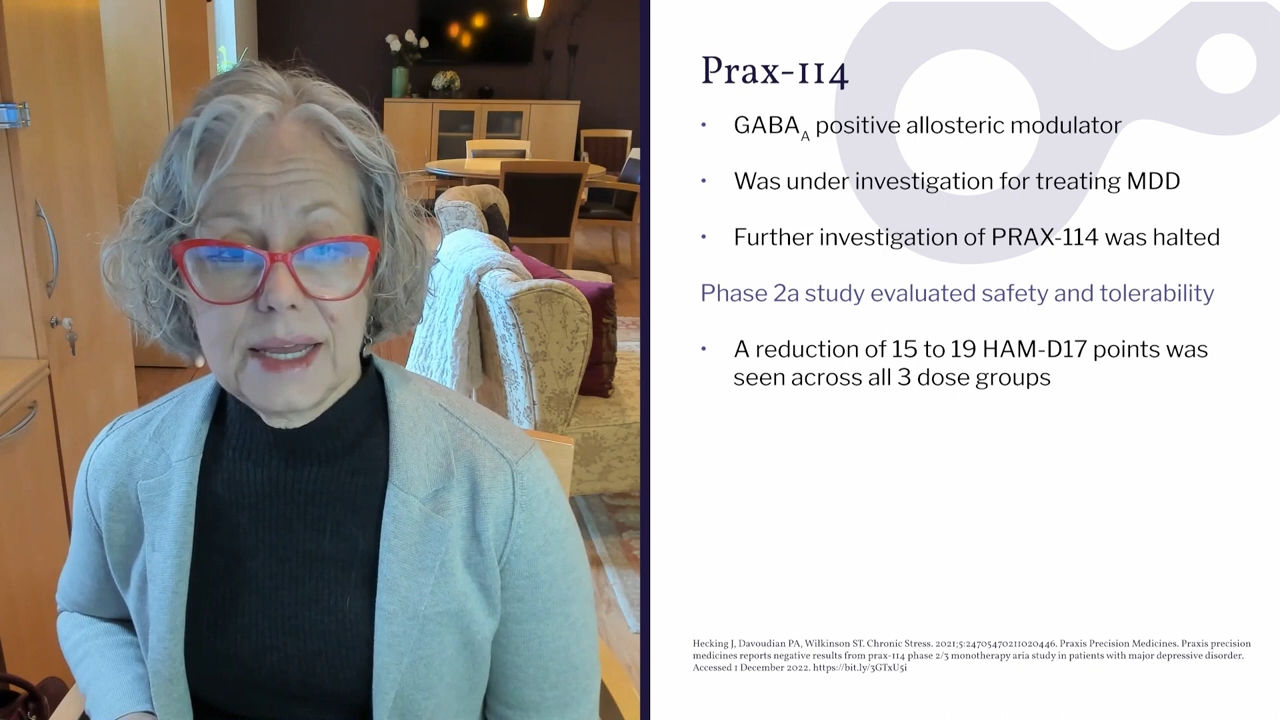 Prax-114
• GABAA positive allosteric modulator
• Was under investigation for treating MDD
• Further investigation of PRAX-114 was halted
Phase 2a study evaluated safety and tolerability
• A reduction of 15 to 19 HAM-D17 points was
seen across all 3 dose groups
Hecking J, Davoudian PA, Wilkinson ST. Chronic Stress. 2021;5:24705470211020446. Praxis Precision Medicines. Praxis precision
medicines reports negative results from prax-114 phase 2/3 monotherapy aria study in patients with major depressive disorder.
Accessed 1 December 2022. https://bit.ly/3GTxU5i